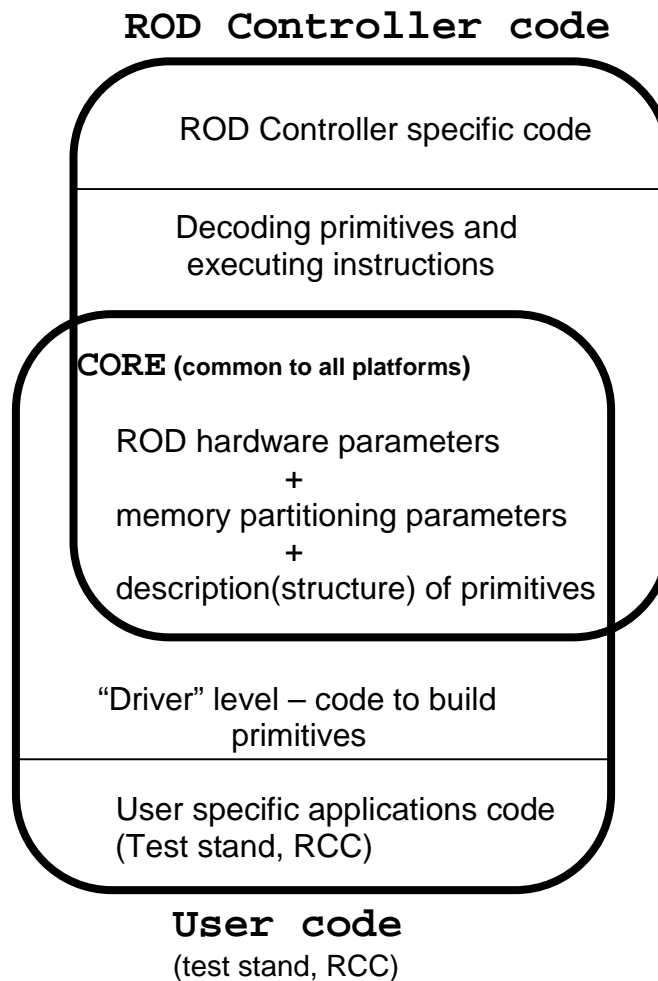 ROD Controller code
ROD Controller specific code
Decoding primitives and
executing instructions
CORE (common to all platforms)
ROD hardware parameters
+
memory partitioning parameters
+
description(structure) of primitives
“Driver” level – code to build
primitives
User specific applications code
(Test stand, RCC)
User code
(test stand, RCC)